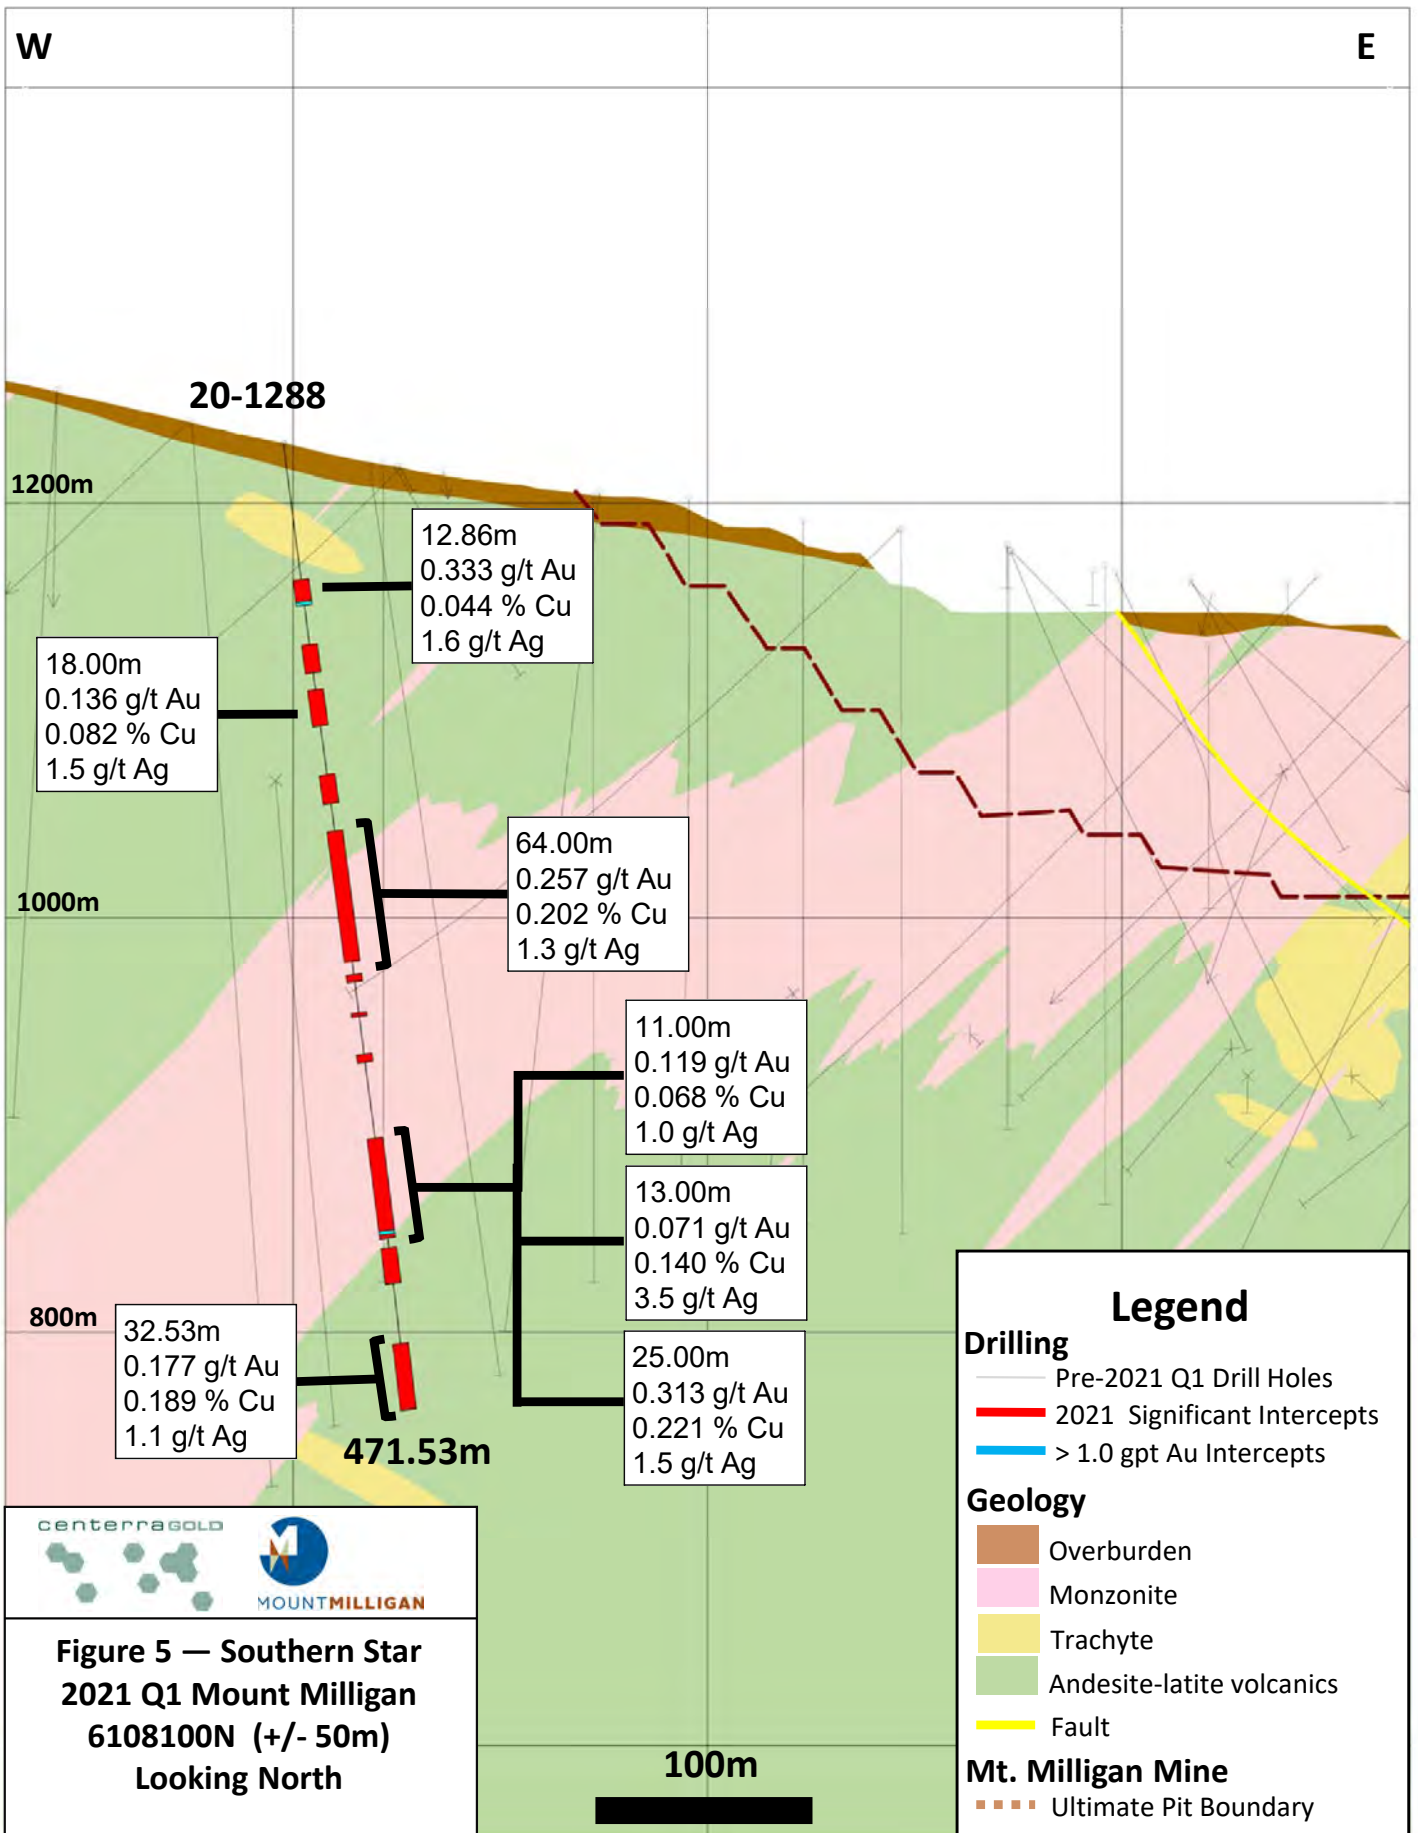 W
E
20-1288
1200m
12.86m
0.333 g/t Au
0.044 % Cu
1.6 g/t Ag
18.00m
0.136 g/t Au
0.082 % Cu
1.5 g/t Ag
64.00m
0.257 g/t Au
0.202 % Cu
1.3 g/t Ag
1000m
11.00m
0.119 g/t Au
0.068 % Cu
1.0 g/t Ag
13.00m
0.071 g/t Au
0.140 % Cu
3.5 g/t Ag
800m
32.53m
0.177 g/t Au
0.189 % Cu
1.1 g/t Ag
25.00m
0.313 g/t Au
0.221 % Cu
1.5 g/t Ag
471.53m
Legend
Drilling
Pre-2021 Q1 Drill Holes
2021 Significant Intercepts
> 1.0 gpt Au Intercepts
Geology
Overburden
Monzonite
Trachyte
Andesite-latite volcanics
Fault
Mt. Milligan Mine
Ultimate Pit Boundary
centerraGOLD
MOUNTMILLIGAN
Figure 5 — Southern Star
2021 Q1 Mount Milligan
6108100N (+/- 50m)
Looking North
100m